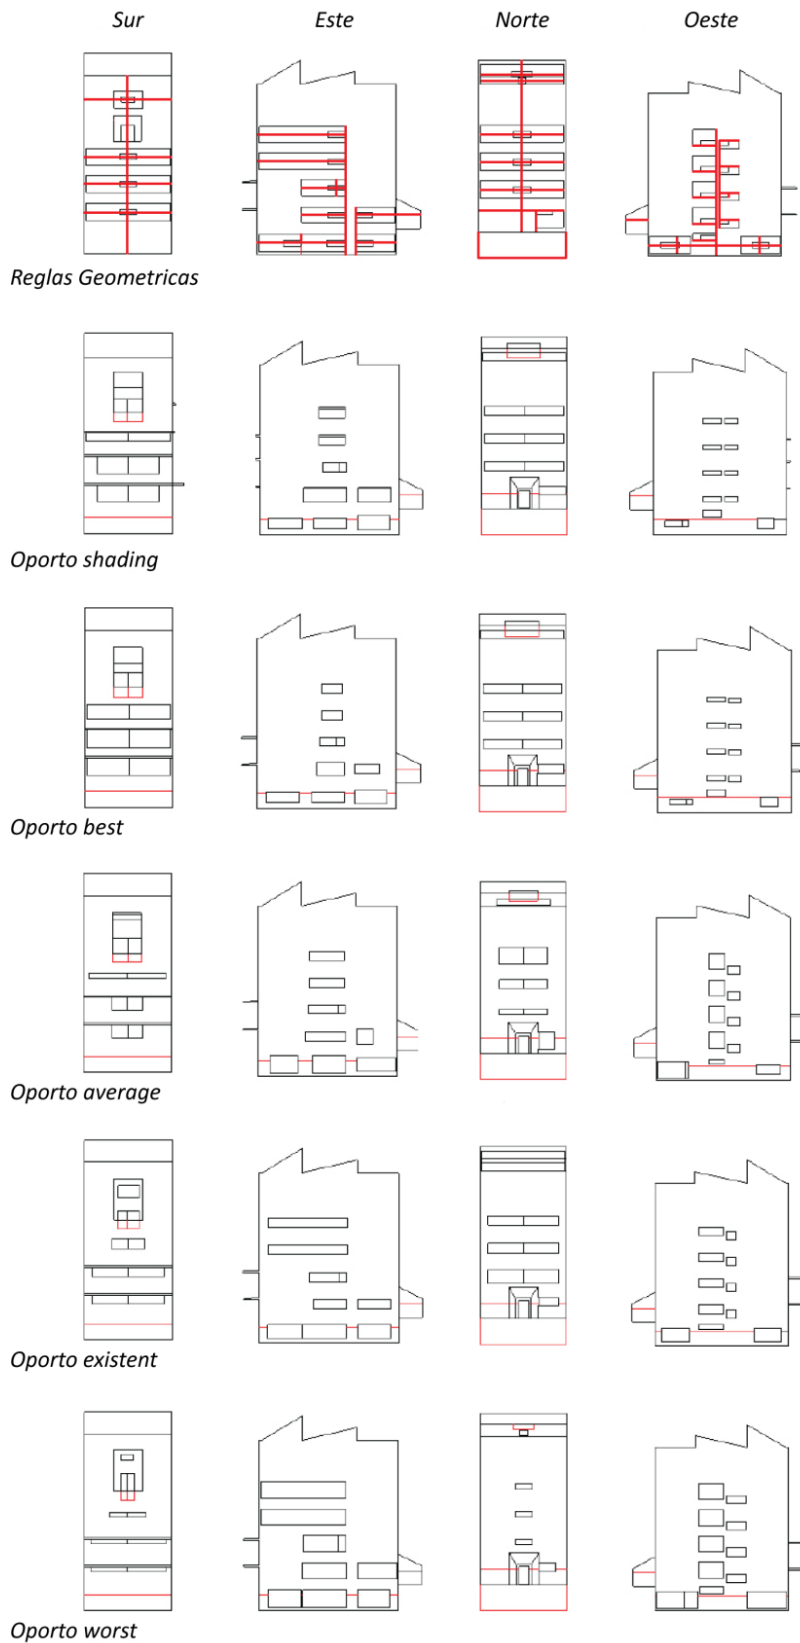 Sur Este Norte Oeste
Reglas Geometricas
Oporto shading
Oporto best
Oporto average
Oporto existent
Oporto worst